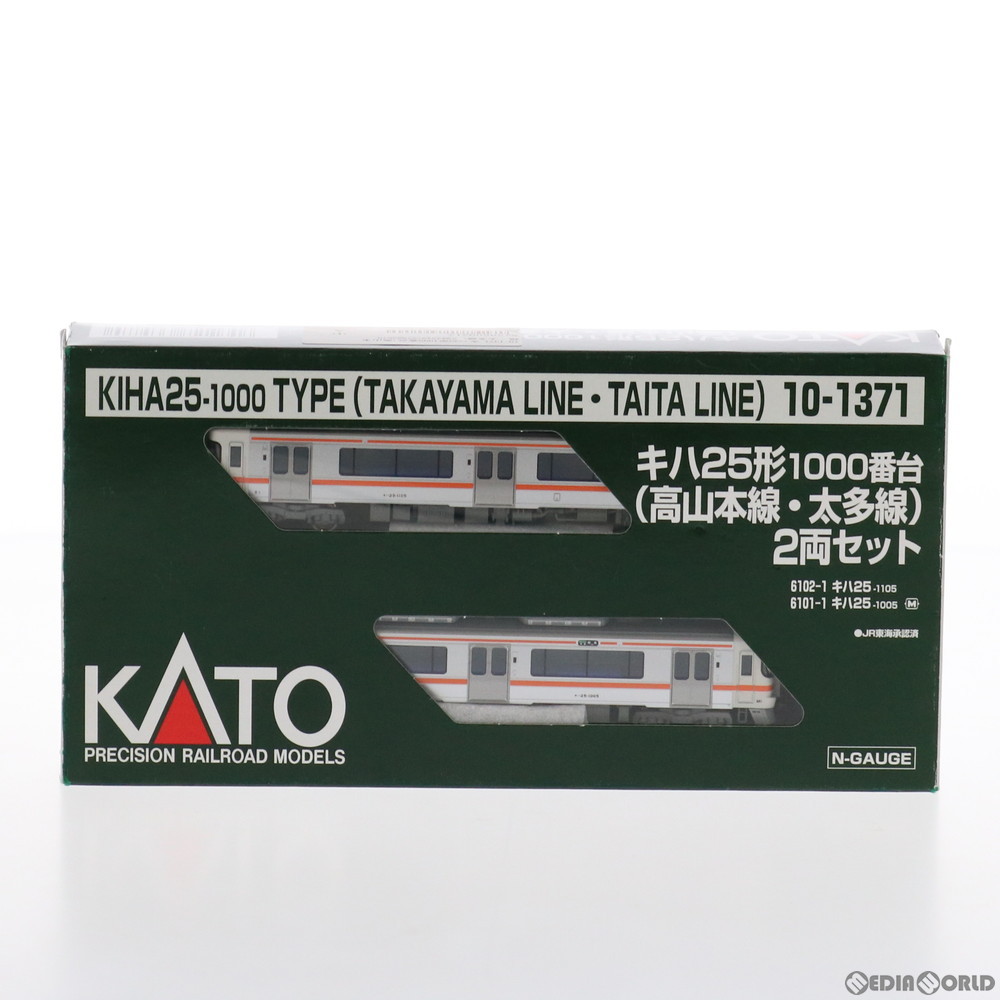 KIHA25-1000 TYPE (TAKAYAMA LINE・TAITA LINE) 10-1371
キハ25形1000番台
(高山本線・太多線)
2両セット
6102-1 キハ25-1105
6101-1 キハ25-1005 M
●JR東海承認済
KATO
PRECISION RAILROAD MODELS
N-GAUGE
MEDIAWORLD